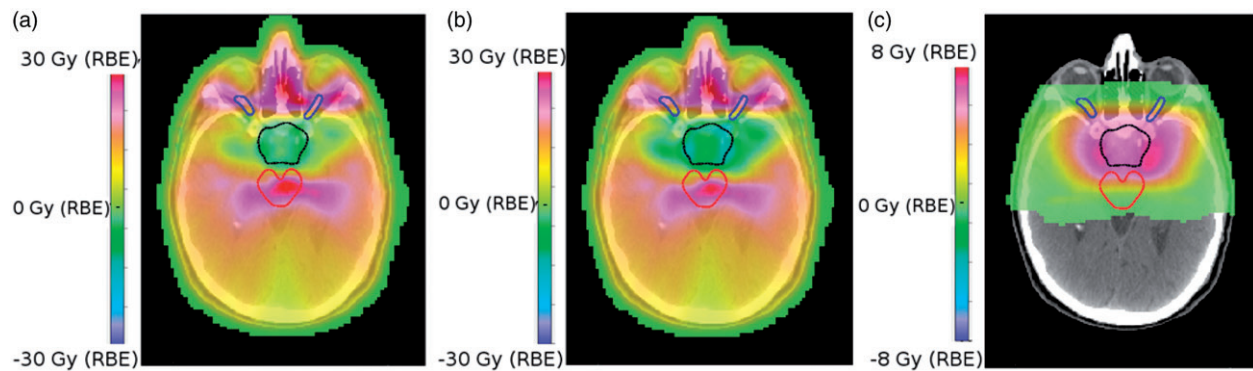 (a)
30 Gy (RBE)
0 Gy (RBE)
-30 Gy (RBE)
(b)
30 Gy (RBE)
0 Gy (RBE)
-30 Gy (RBE)
(c)
8 Gy (RBE)
0 Gy (RBE)
-8 Gy (RBE)